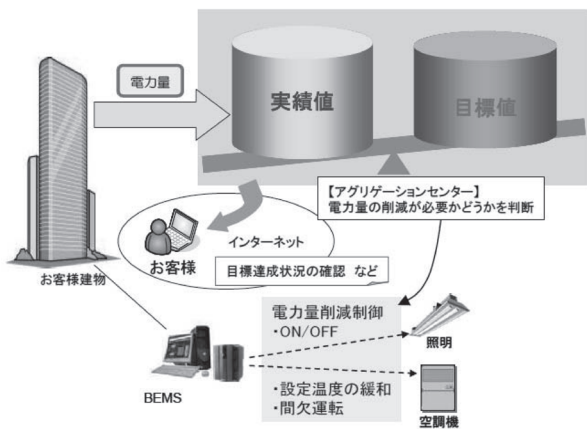 電力量
実績値
目標値
【アグリゲーションセンター】
電力量の削減が必要かどうかを判断
インターネット
お客様
目標達成状況の確認 など
お客様建物
電力量削減制御
・ON/OFF
照明
BEMS
・設定温度の緩和
・間欠運転
空調機